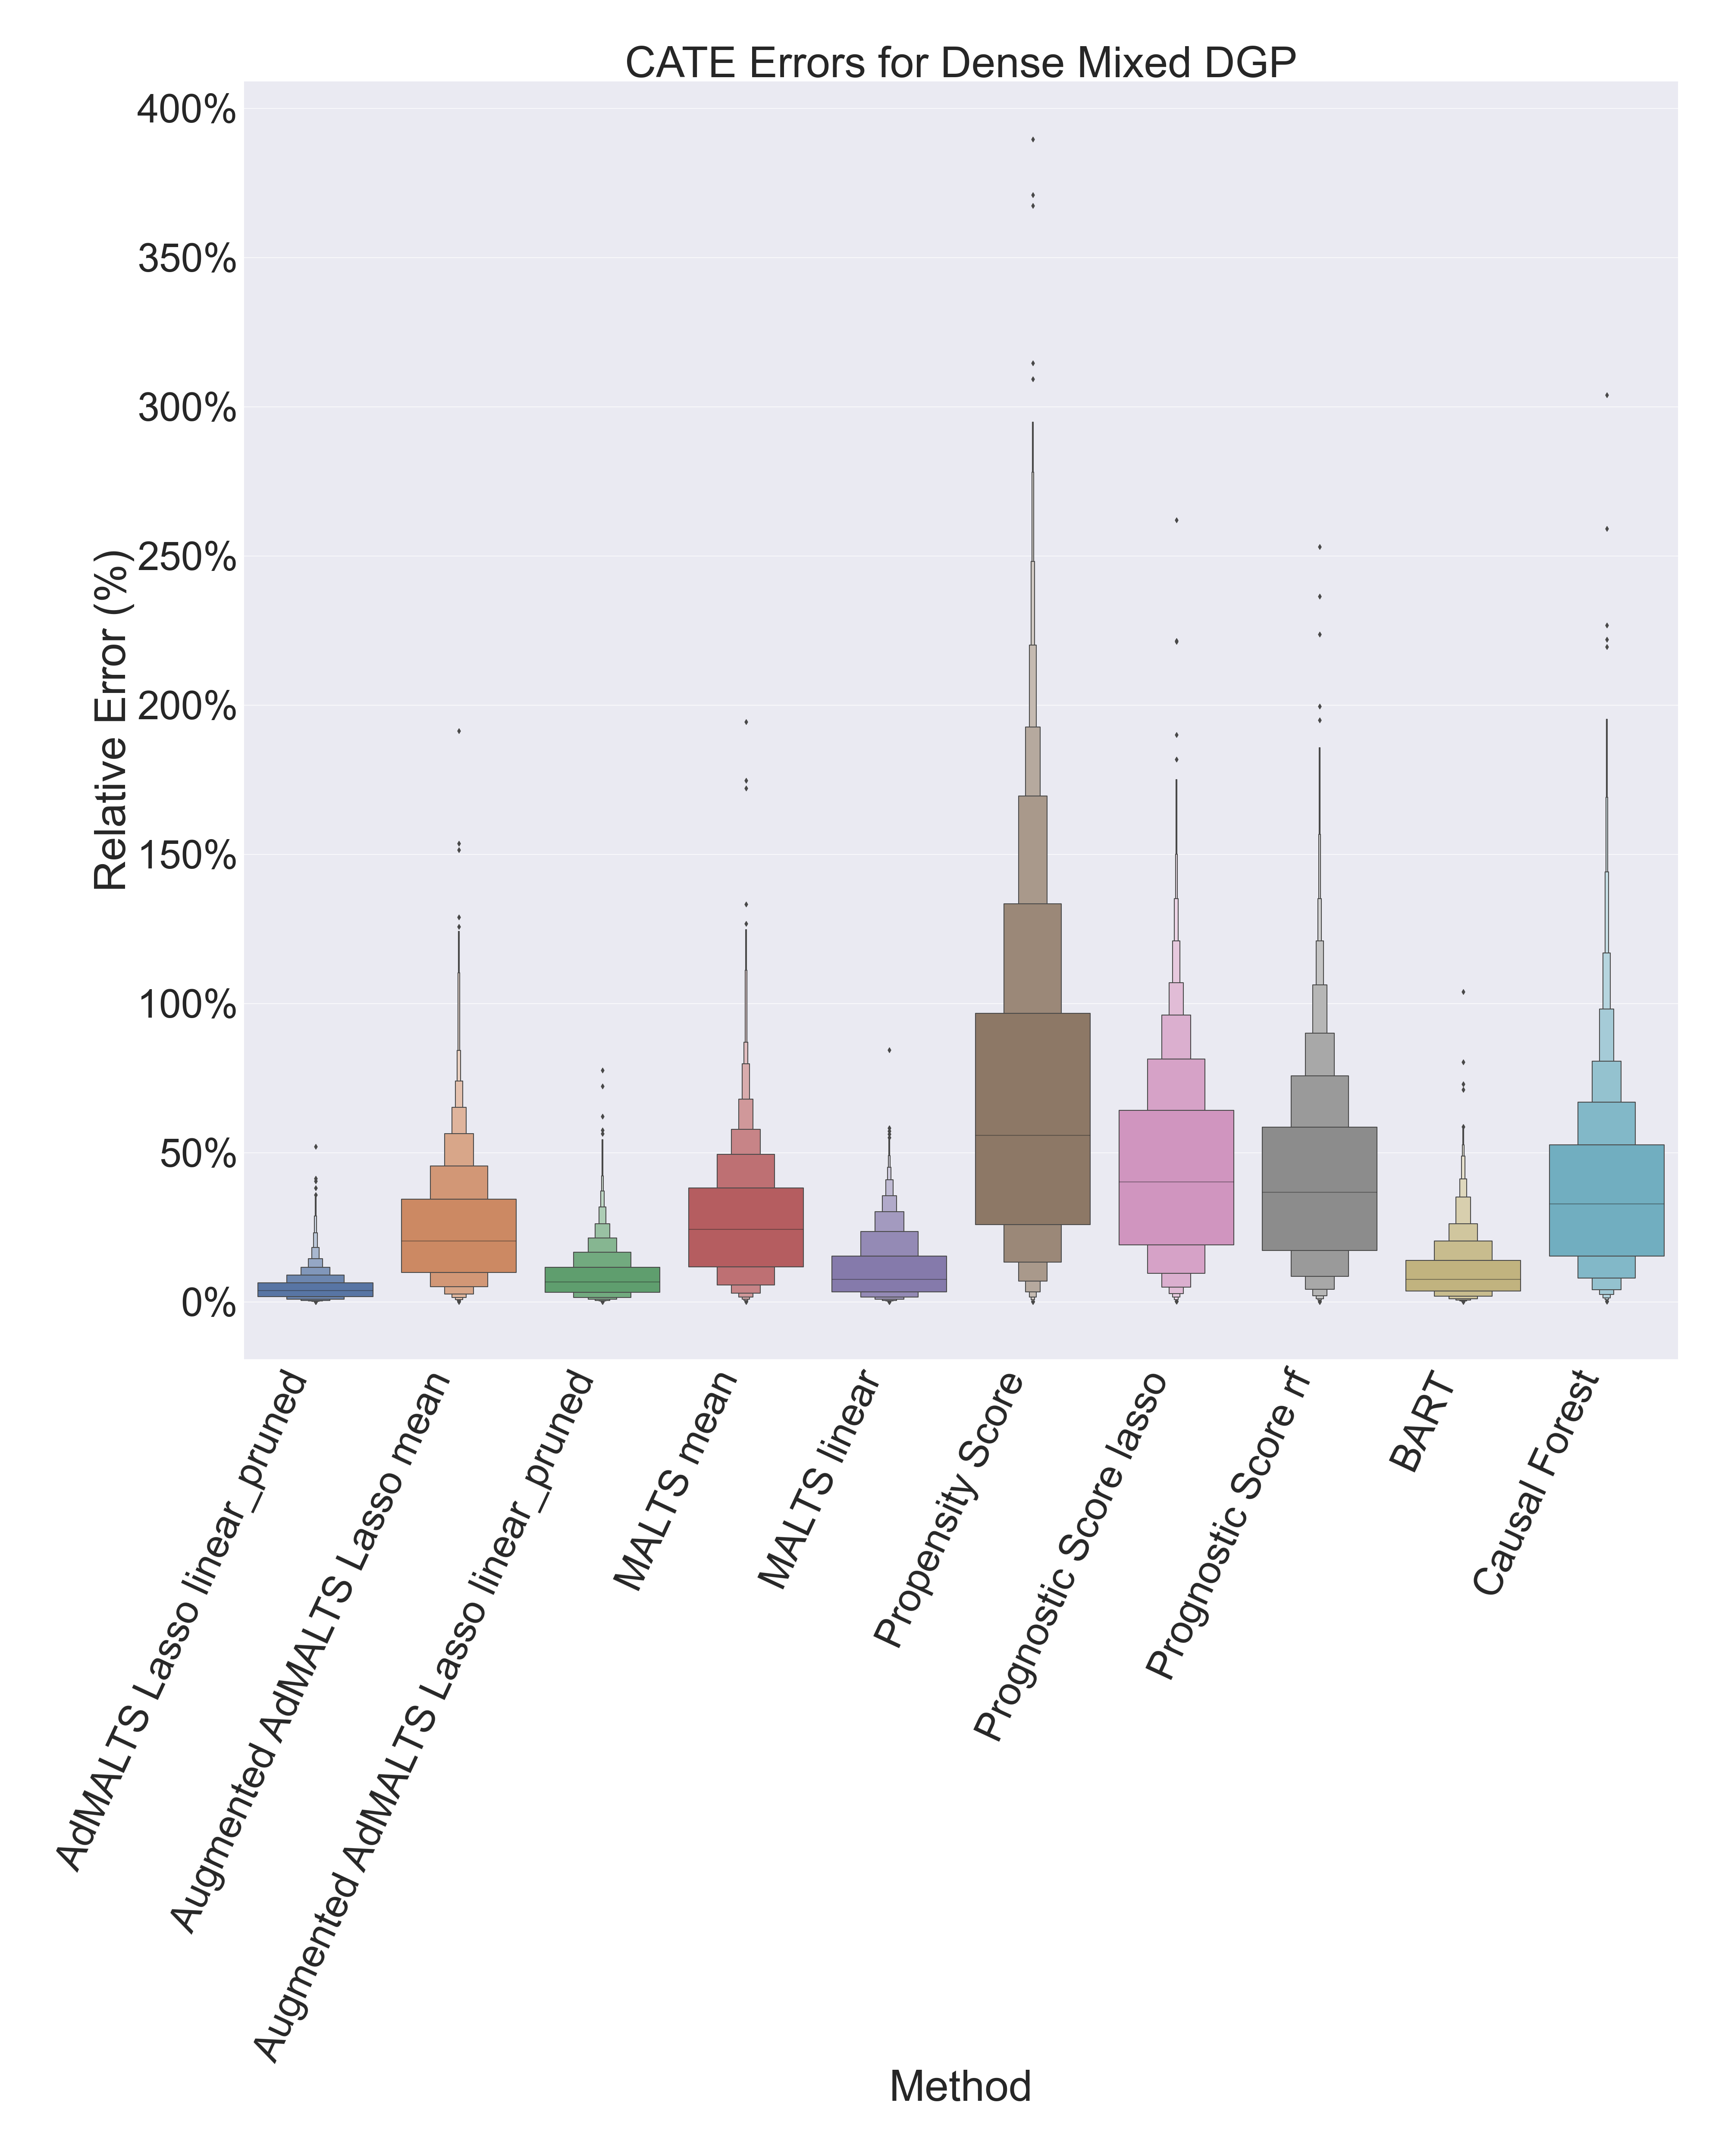 CATE Errors for Dense Mixed DGP
400%
350%
300%
250%
200%
150%
100%
50%
0%
Relative Error (%)
AdMALTS Lasso linear_pruned
Augmented AdMALTS Lasso mean
Augmented AdMALTS Lasso linear_pruned
MALTS mean
MALTS linear
Propensity Score
Prognostic Score lasso
Prognostic Score rf
BART
Causal Forest
Method